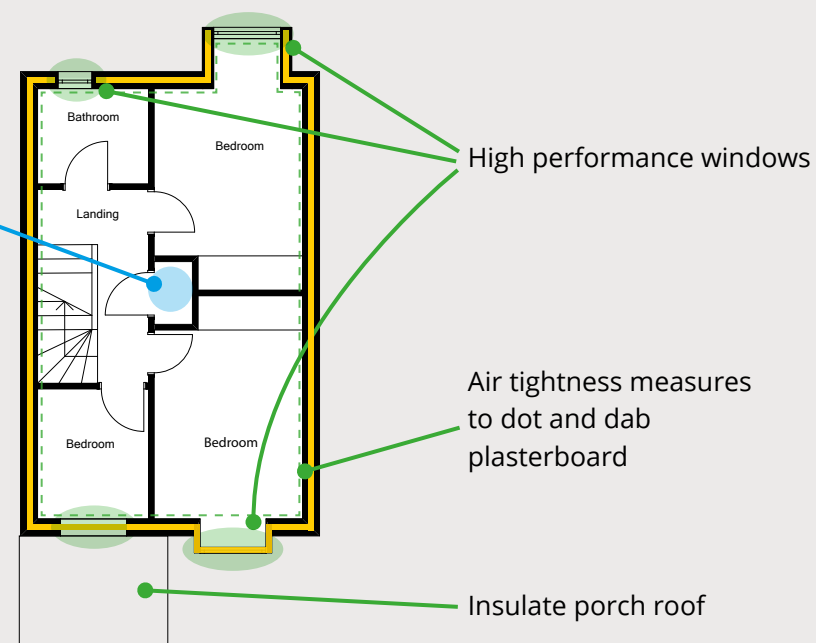 Bathroom
Bedroom
High performance windows
Landing
Air tightness measures
to dot and dab
plasterboard
Bedroom
Bedroom
Insulate porch roof